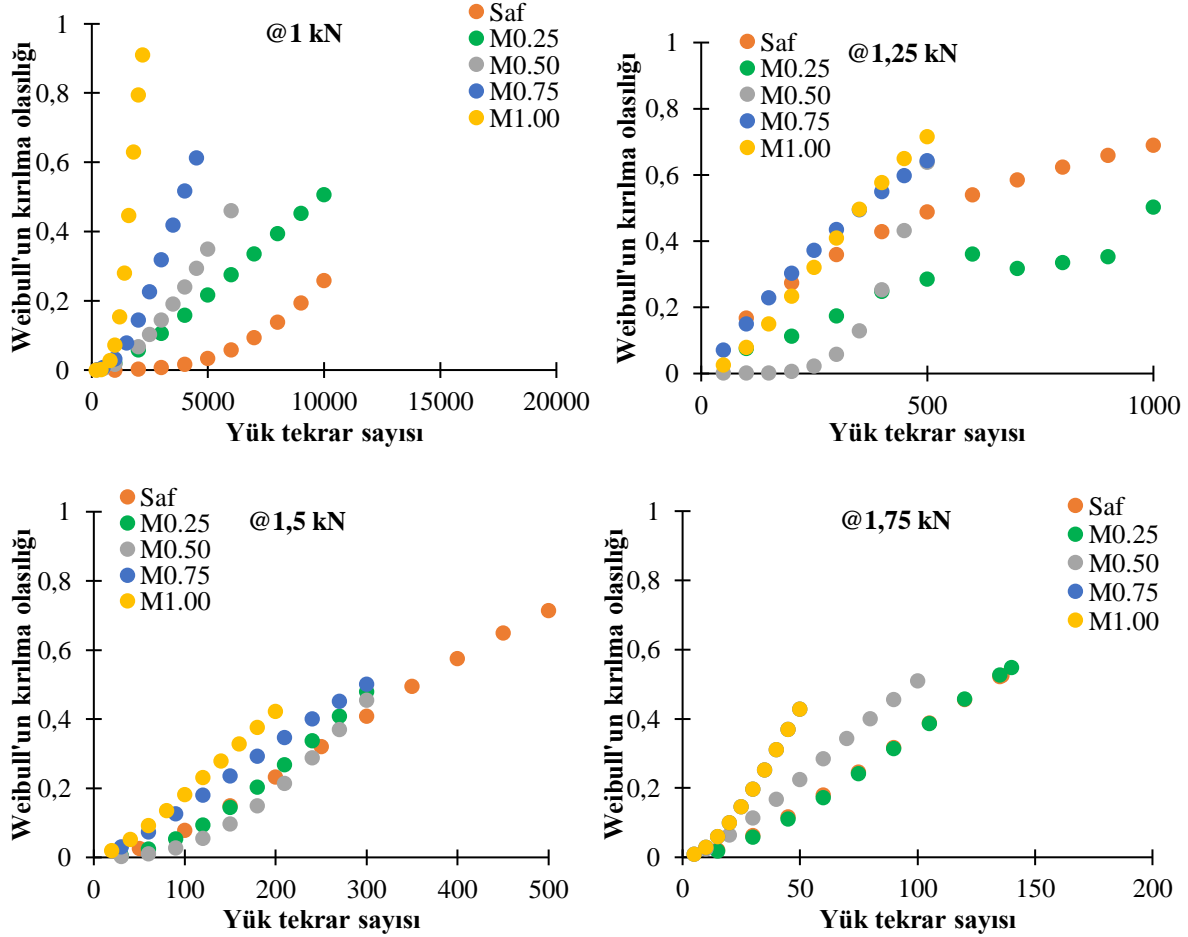 @1 kN
Saf
M0.25
M0.50
M0.75
M1.00
Weibull'un kırılma olasılığı
1
0,8
0,6
0,4
0,2
0
0
5000
10000
15000
20000
Yük tekrar sayısı
@1,25 kN
Saf
M0.25
M0.50
M0.75
M1.00
Weibull'un kırılma olasılığı
1
0,8
0,6
0,4
0,2
0
0
500
1000
Yük tekrar sayısı
@1,5 kN
Saf
M0.25
M0.50
M0.75
M1.00
Weibull'un kırılma olasılığı
1
0,8
0,6
0,4
0,2
0
0
100
200
300
400
500
Yük tekrar sayısı
@1,75 kN
Saf
M0.25
M0.50
M0.75
M1.00
Weibull'un kırılma olasılığı
1
0,8
0,6
0,4
0,2
0
0
50
100
150
200
Yük tekrar sayısı